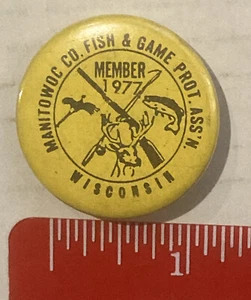 MANITOWOC CO. FISH & GAME PROT. ASS'N
MEMBER
1977
WISCONSIN
1